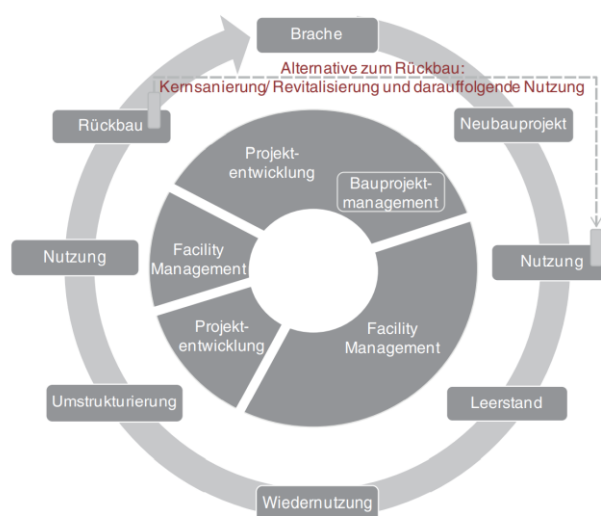 Brache
Alternative zum Rückbau:
Kernsanierung/ Revitalisierung und darauffolgende Nutzung
Rückbau
Neubauprojekt
Projekt-
entwicklung
Bauprojekt-
management
Nutzung
Facility
Management
Nutzung
Projekt-
entwicklung
Facility
Management
Umstrukturierung
Leerstand
Wiedernutzung